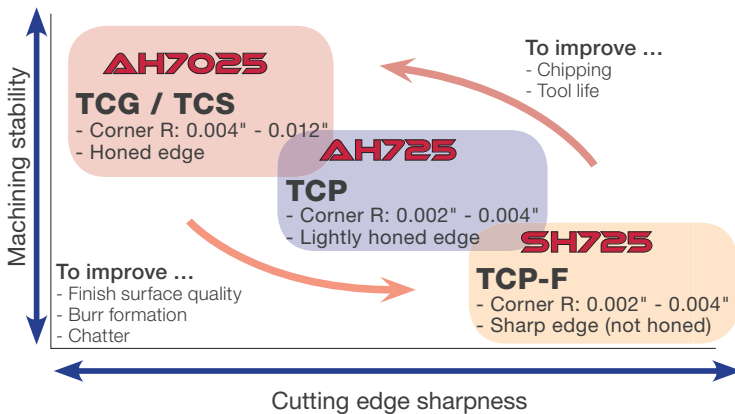 Machining stability
AH7025
TCG / TCS
- Corner R: 0.004" - 0.012"
- Honed edge
To improve ...
- Chipping
- Tool life
AH725
TCP
- Corner R: 0.002" - 0.004"
- Lightly honed edge
SH725
TCP-F
- Corner R: 0.002" - 0.004"
- Sharp edge (not honed)
To improve ...
- Finish surface quality
- Burr formation
- Chatter
Cutting edge sharpness